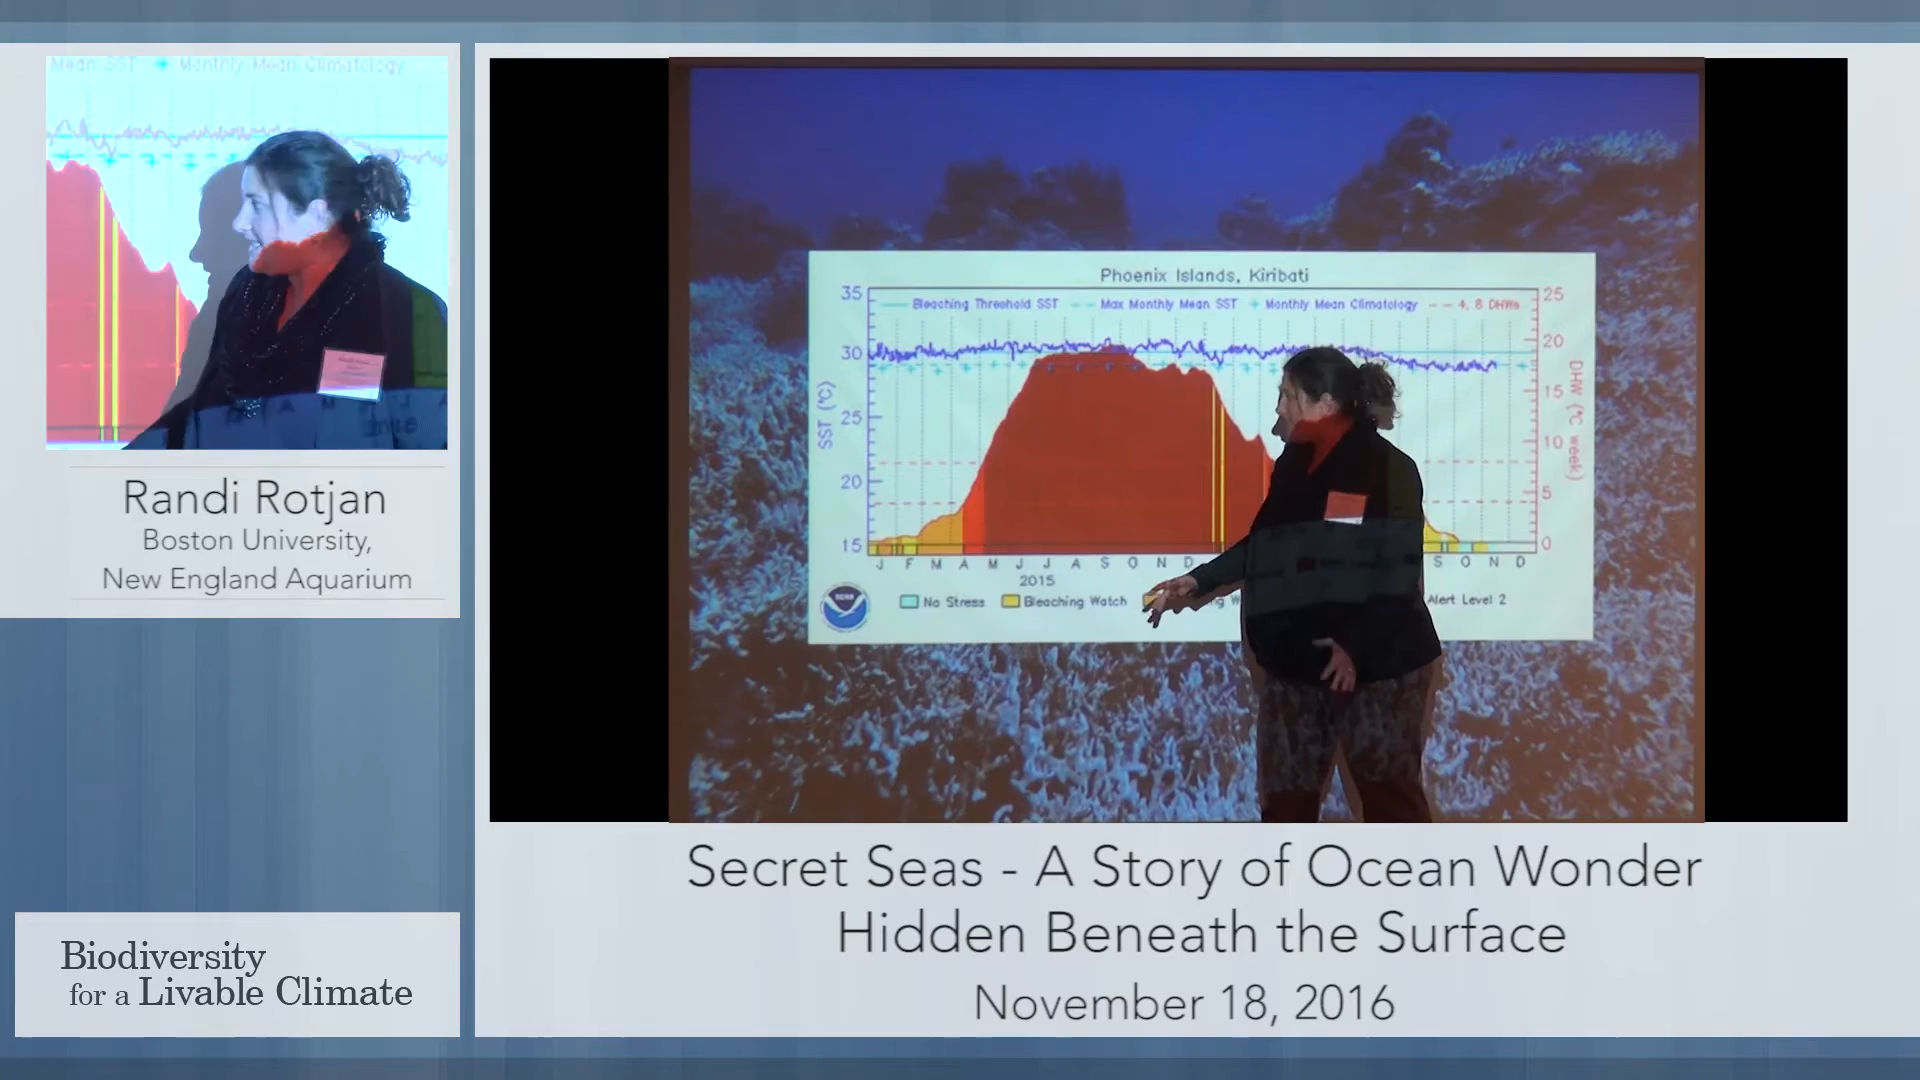 Mean SST + Monthly Mean Climatology
Randi Rotjan
Boston University,
New England Aquarium
Biodiversity
for a Livable Climate
Phoenix Islands, Kiribati
Bleaching Threshold SST Max Monthly Mean SST + Monthly Mean Climatology 4, 8 DHWs
35
30
25
20
15
SST (°C)
25
20
15
10
5
0
DHW (°C week)
J F M A M J J A S O N D S O N D
2015
No Stress Bleaching Watch Alert Level 2
Secret Seas - A Story of Ocean Wonder
Hidden Beneath the Surface
November 18, 2016